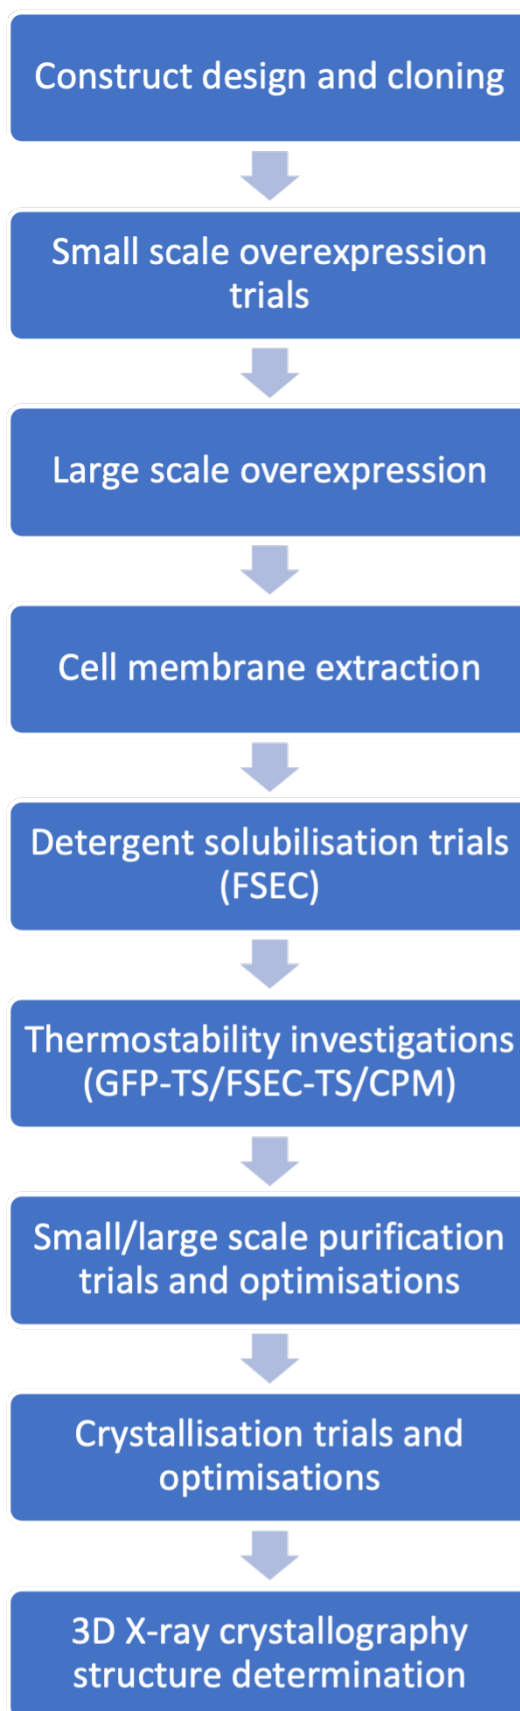 Construct design and cloning
Small scale overexpression
trials
Large scale overexpression
Cell membrane extraction
Detergent solubilisation trials
(FSEC)
Thermostability investigations
(GFP-TS/FSEC-TS/CPM)
Small/large scale purification
trials and optimisations
Crystallisation trials and
optimisations
3D X-ray crystallography
structure determination